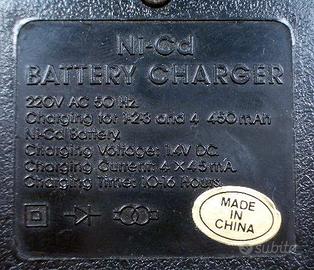 Ni-Cd
BATTERY CHARGER
220V AC 50 Hz.
Charging for 1-2-3 and 4 450 mAh
Ni-Cd Battery
Charging Voltage: 1.4V DC.
Charging Current: 4 X 45 mA.
Charging Time: 10-16 Hours.
MADE
IN
CHINA
subito